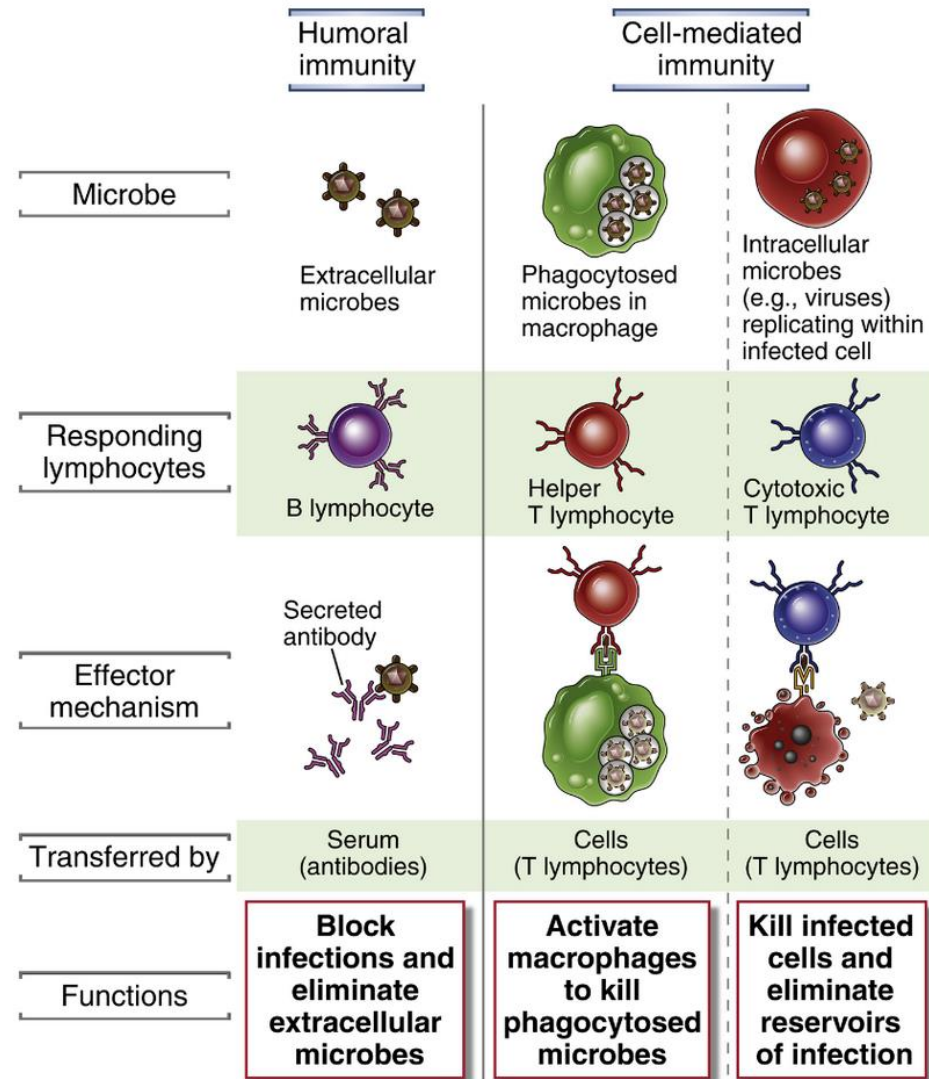 Humoral
immunity
Cell-mediated
immunity
Microbe
Extracellular
microbes
Phagocytosed
microbes in
macrophage
Intracellular
microbes
(e.g., viruses)
replicating within
infected cell
Responding
lymphocytes
B lymphocyte
Helper
T lymphocyte
Cytotoxic
T lymphocyte
Effector
mechanism
Secreted
antibody
Transferred by
Serum
(antibodies)
Cells
(T lymphocytes)
Cells
(T lymphocytes)
Functions
Block
infections and
eliminate
extracellular
microbes
Activate
macrophages
to kill
phagocytosed
microbes
Kill infected
cells and
eliminate
reservoirs
of infection